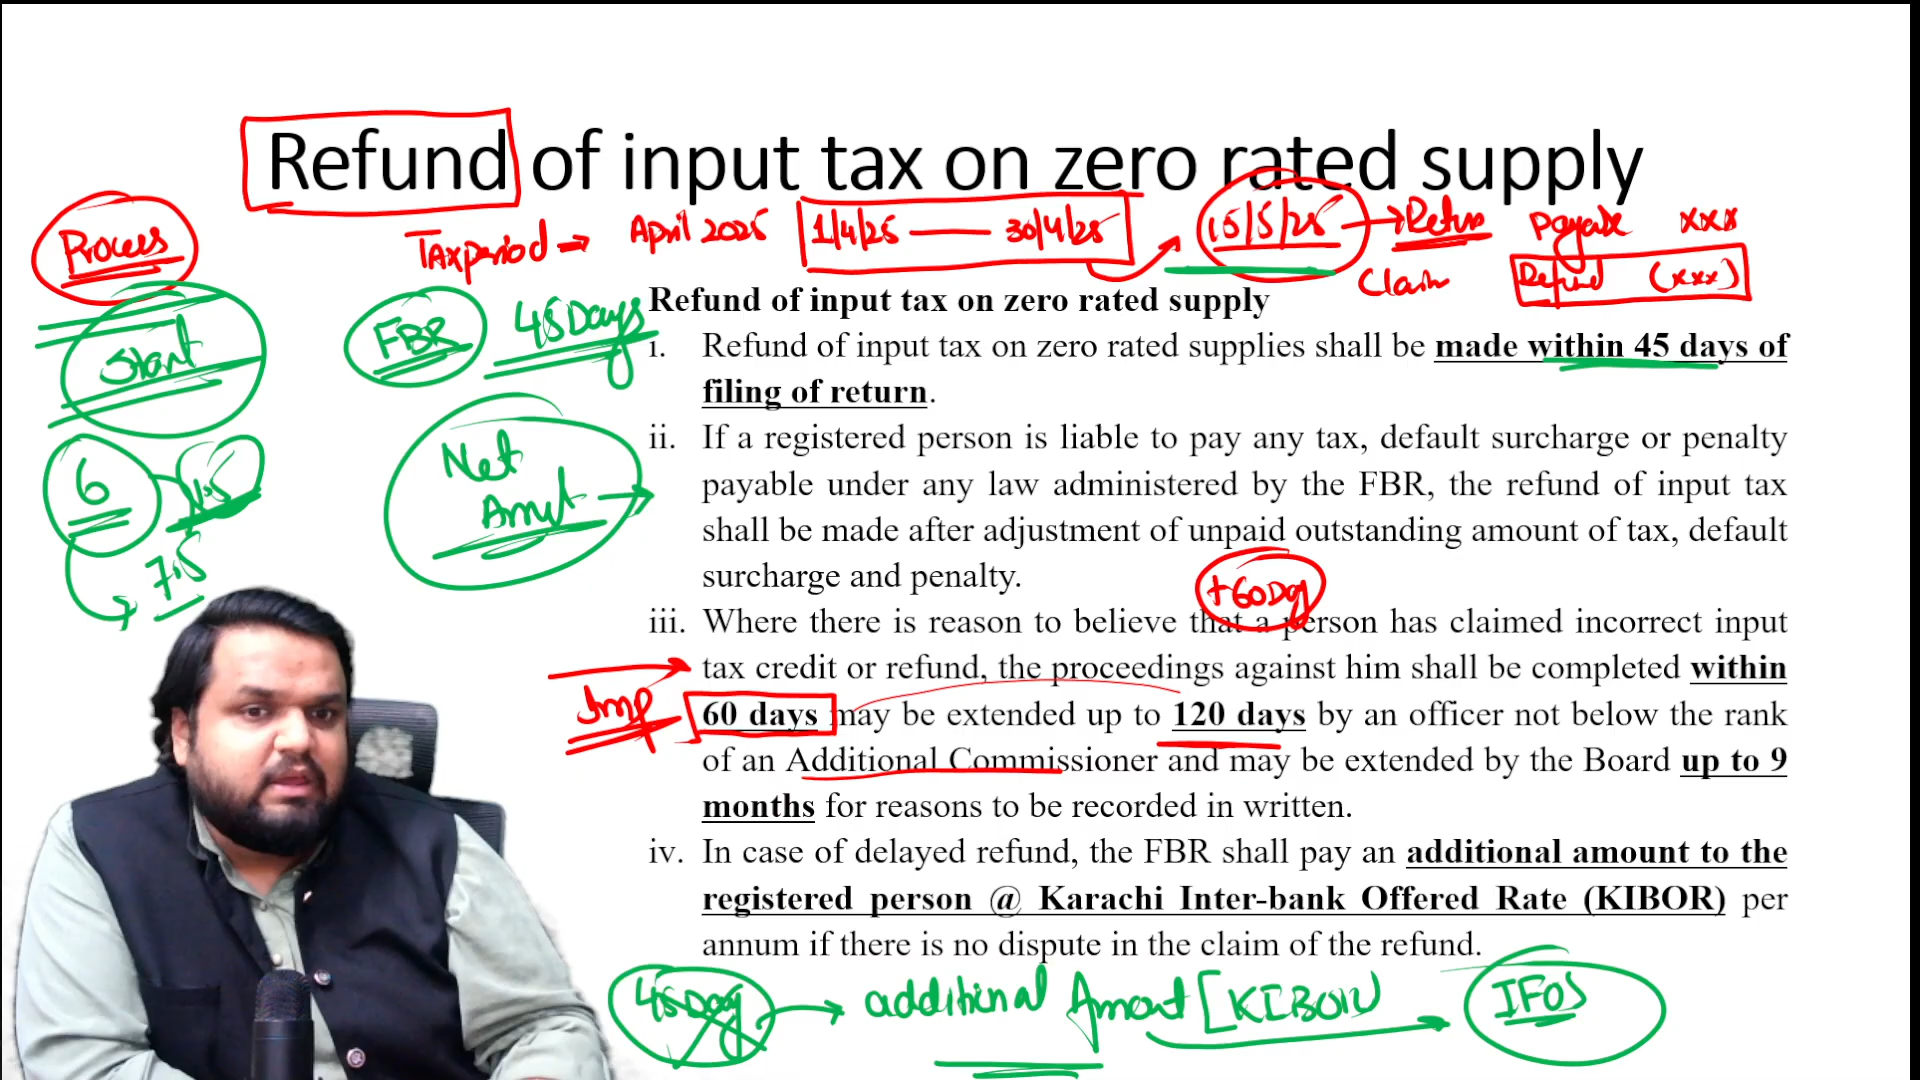 Refund of input tax on zero rated supply
Process
Tax period → April 2025 1/4/25 — 30/4/25 15/5/25 → Return Payable xxx
Claim Refund (xxx)
Start
FBR 45 Days
Refund of input tax on zero rated supply
i. Refund of input tax on zero rated supplies shall be made within 45 days of
filing of return.
Net
Amnt →
6
7.5
ii. If a registered person is liable to pay any tax, default surcharge or penalty
payable under any law administered by the FBR, the refund of input tax
shall be made after adjustment of unpaid outstanding amount of tax, default
surcharge and penalty.
+60 Day
iii. Where there is reason to believe that a person has claimed incorrect input
tax credit or refund, the proceedings against him shall be completed within
Imp
60 days may be extended up to 120 days by an officer not below the rank
of an Additional Commissioner and may be extended by the Board up to 9
months for reasons to be recorded in written.
iv. In case of delayed refund, the FBR shall pay an additional amount to the
registered person @ Karachi Inter-bank Offered Rate (KIBOR) per
annum if there is no dispute in the claim of the refund.
45 Day → additional Amount [KIBOR IFOS